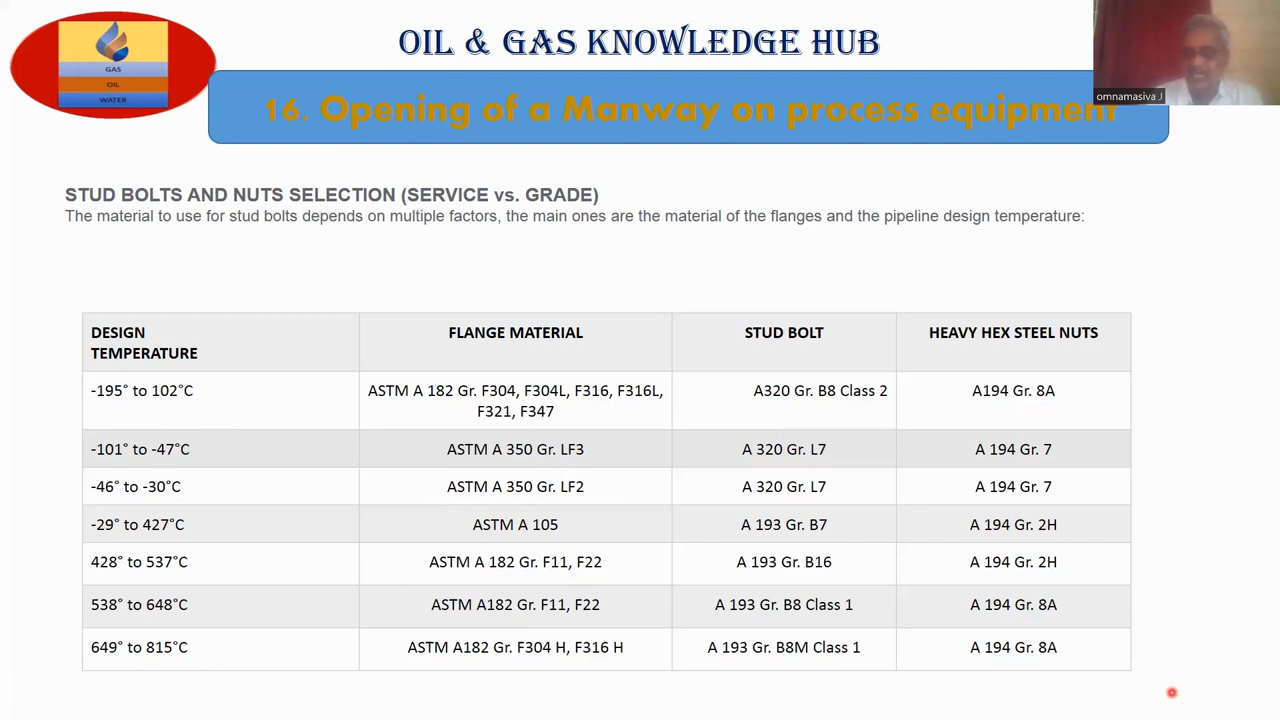 OIL & GAS KNOWLEDGE HUB
GAS
OIL
WATER
omnamasiva J
16. Opening of a Manway on process equipment
STUD BOLTS AND NUTS SELECTION (SERVICE vs. GRADE)
The material to use for stud bolts depends on multiple factors, the main ones are the material of the flanges and the pipeline design temperature:
DESIGN TEMPERATURE FLANGE MATERIAL STUD BOLT HEAVY HEX STEEL NUTS
-195° to 102°C ASTM A 182 Gr. F304, F304L, F316, F316L, F321, F347 A320 Gr. B8 Class 2 A194 Gr. 8A
-101° to -47°C ASTM A 350 Gr. LF3 A 320 Gr. L7 A 194 Gr. 7
-46° to -30°C ASTM A 350 Gr. LF2 A 320 Gr. L7 A 194 Gr. 7
-29° to 427°C ASTM A 105 A 193 Gr. B7 A 194 Gr. 2H
428° to 537°C ASTM A 182 Gr. F11, F22 A 193 Gr. B16 A 194 Gr. 2H
538° to 648°C ASTM A182 Gr. F11, F22 A 193 Gr. B8 Class 1 A 194 Gr. 8A
649° to 815°C ASTM A182 Gr. F304 H, F316 H A 193 Gr. B8M Class 1 A 194 Gr. 8A